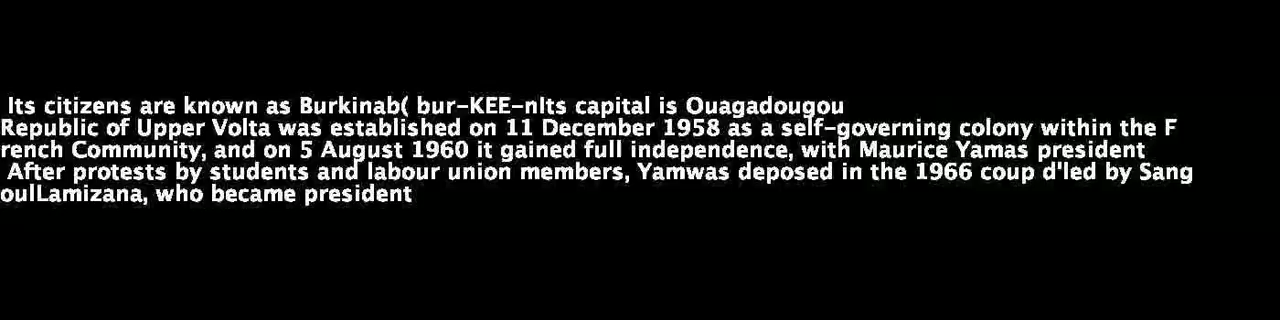 Its citizens are known as Burkinab( bur-KEE-nIts capital is Ouagadougou
Republic of Upper Volta was established on 11 December 1958 as a self-governing colony within the F
rench Community, and on 5 August 1960 it gained full independence, with Maurice Yamas president
After protests by students and labour union members, Yamwas deposed in the 1966 coup d'led by Sang
oulLamizana, who became president